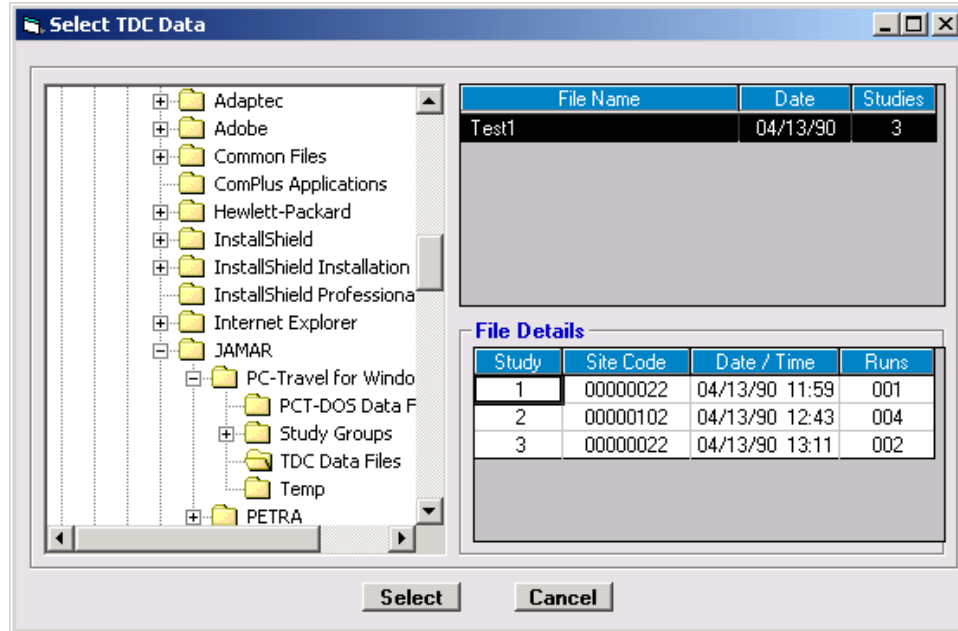 Select TDC Data
Adaptec
Adobe
Common Files
ComPlus Applications
Hewlett-Packard
InstallShield
InstallShield Installation
InstallShield Professiona
Internet Explorer
JAMAR
PC-Travel for Windo
PCT-DOS Data F
Study Groups
TDC Data Files
Temp
PETRA
File Name Date Studies
Test1 04/13/90 3
File Details
Study Site Code Date / Time Runs
1 00000022 04/13/90 11:59 001
2 00000102 04/13/90 12:43 004
3 00000022 04/13/90 13:11 002
Select Cancel